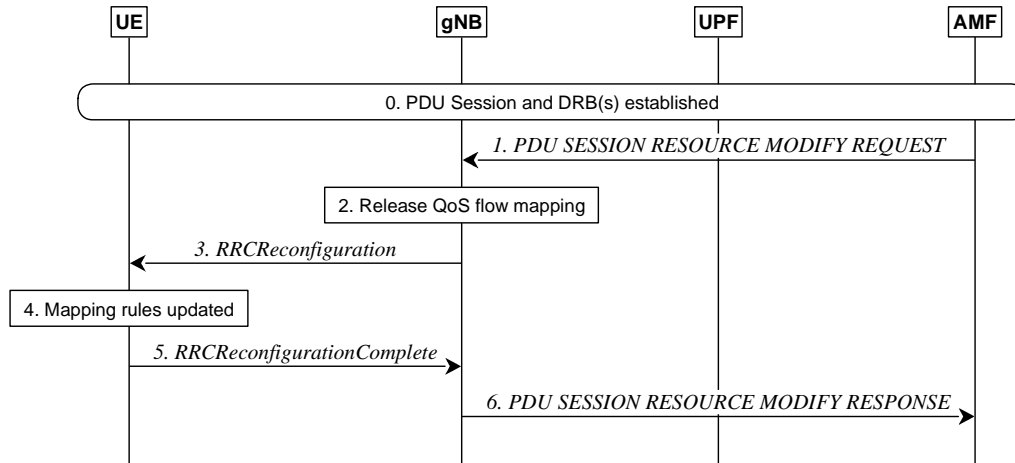 UE gNB UPF AMF
0. PDU Session and DRB(s) established
1. PDU SESSION RESOURCE MODIFY REQUEST
2. Release QoS flow mapping
3. RRCReconfiguration
4. Mapping rules updated
5. RRCReconfigurationComplete
6. PDU SESSION RESOURCE MODIFY RESPONSE